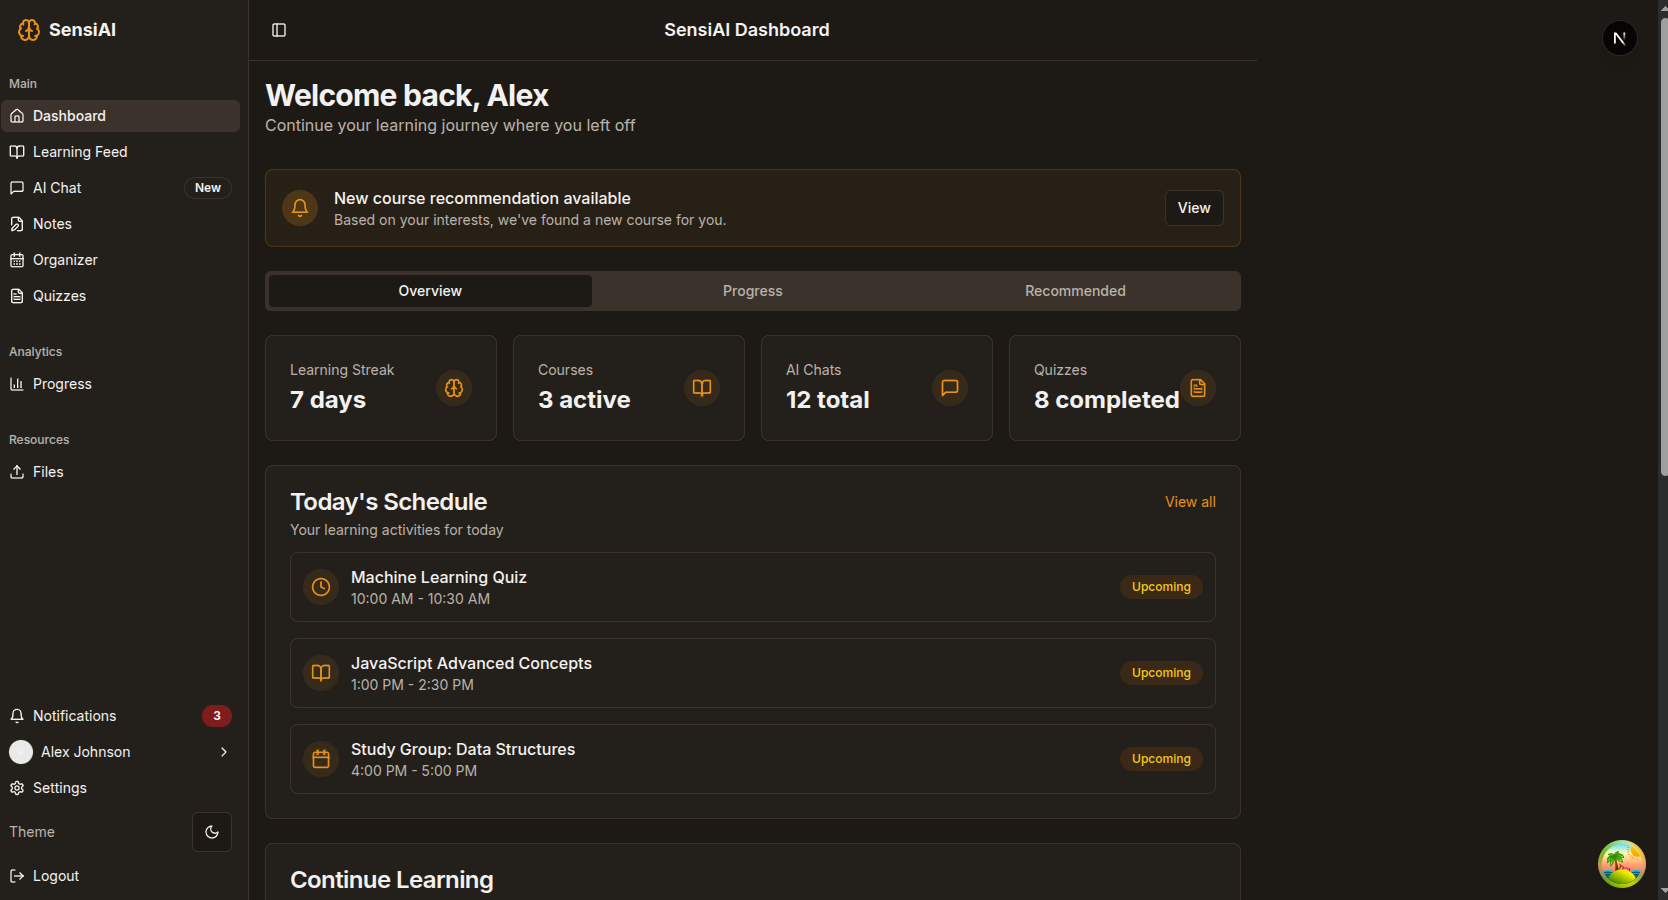 SensiAI
Main
Dashboard
Learning Feed
AI Chat
New
Notes
Organizer
Quizzes
Analytics
Progress
Resources
Files
Notifications
3
Alex Johnson
Settings
Theme
Logout
SensiAI Dashboard
N
Welcome back, Alex
Continue your learning journey where you left off
New course recommendation available
Based on your interests, we've found a new course for you.
View
Overview
Progress
Recommended
Learning Streak
7 days
Courses
3 active
AI Chats
12 total
Quizzes
8 completed
Today's Schedule
View all
Your learning activities for today
Machine Learning Quiz
10:00 AM - 10:30 AM
Upcoming
JavaScript Advanced Concepts
1:00 PM - 2:30 PM
Upcoming
Study Group: Data Structures
4:00 PM - 5:00 PM
Upcoming
Continue Learning